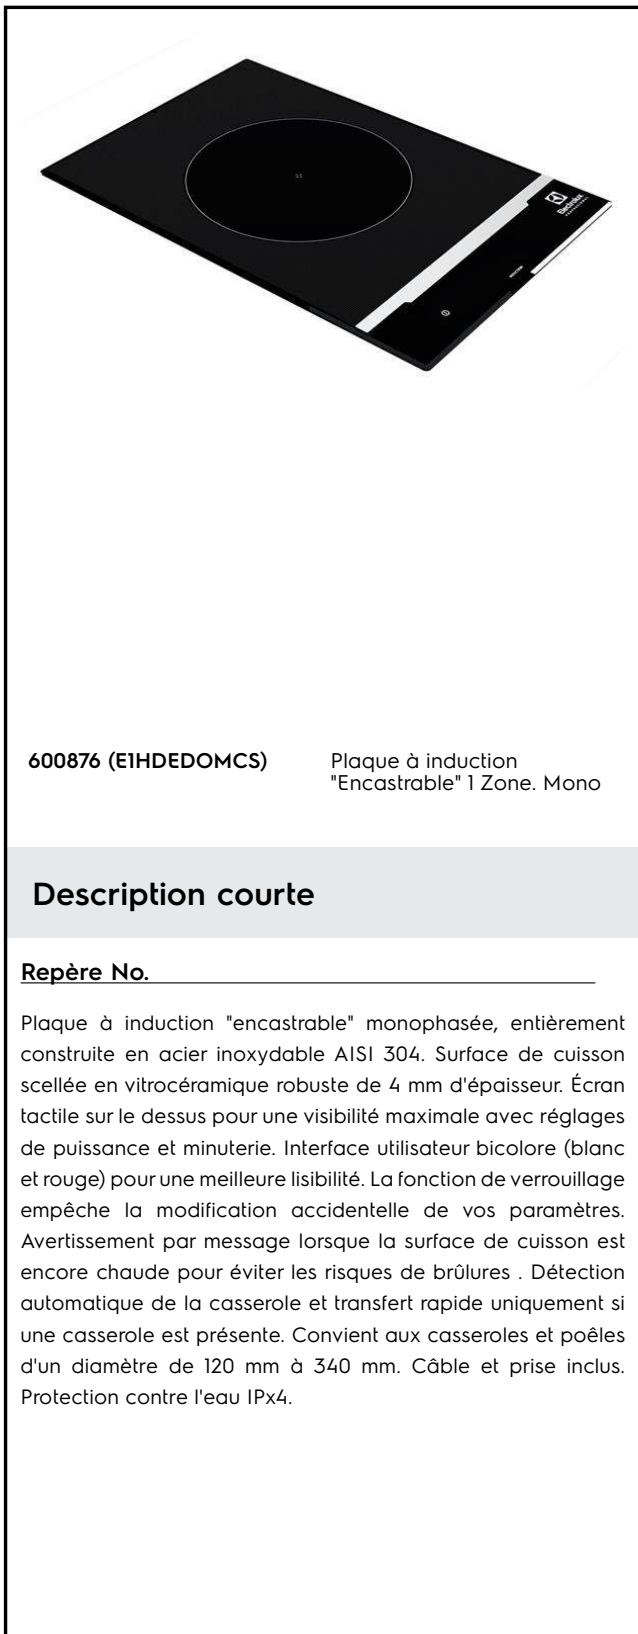 Electrolux
PROFESSIONAL
600876 (E1HDEDOMCS)
Plaque à induction
"Encastrable" 1 Zone. Mono
Description courte
Repère No.
Plaque à induction "encastrable" monophasée, entièrement
construite en acier inoxydable AISI 304. Surface de cuisson
scellée en vitrocéramique robuste de 4 mm d'épaisseur. Écran
tactile sur le dessus pour une visibilité maximale avec réglages
de puissance et minuterie. Interface utilisateur bicolore (blanc
et rouge) pour une meilleure lisibilité. La fonction de verrouillage
empêche la modification accidentelle de vos paramètres.
Avertissement par message lorsque la surface de cuisson est
encore chaude pour éviter les risques de brûlures . Détection
automatique de la casserole et transfert rapide uniquement si
une casserole est présente. Convient aux casseroles et poêles
d'un diamètre de 120 mm à 340 mm. Câble et prise inclus.
Protection contre l'eau IPx4.